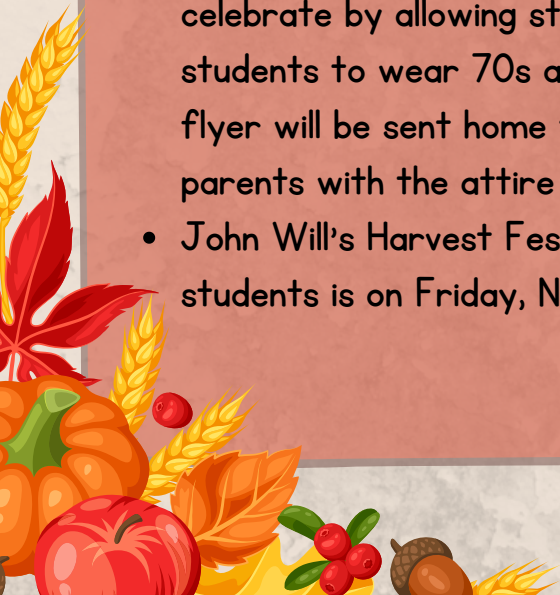 celebrate by allowing st
students to wear 70s a
flyer will be sent home
parents with the attire
• John Will's Harvest Fes
students is on Friday, N